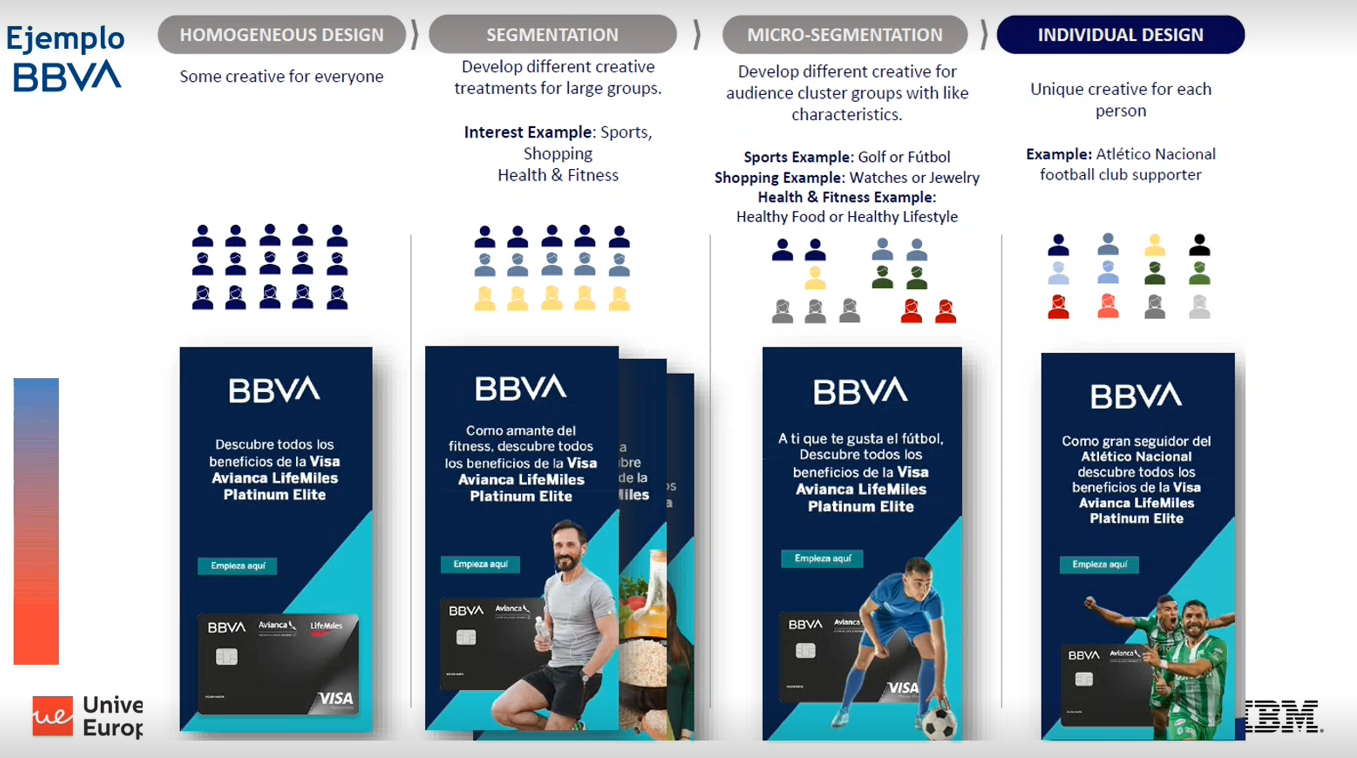 Ejemplo
BBVA
HOMOGENEOUS DESIGN
Some creative for everyone
SEGMENTATION
Develop different creative
treatments for large groups.
Interest Example: Sports,
Shopping
Health & Fitness
MICRO-SEGMENTATION
Develop different creative for
audience cluster groups with like
characteristics.
Sports Example: Golf or Fútbol
Shopping Example: Watches or Jewelry
Health & Fitness Example:
Healthy Food or Healthy Lifestyle
INDIVIDUAL DESIGN
Unique creative for each
person
Example: Atlético Nacional
football club supporter
BBVA
Descubre todos los
beneficios de la Visa
Avianca LifeMiles
Platinum Elite
Empieza aquí
BBVA Avianca LifeMiles
VISA
BBVA
Como amante del
fitness, descubre todos
los beneficios de la Visa
Avianca LifeMiles
Platinum Elite
Empieza aquí
BBVA Avianca
BBVA
A ti que te gusta el fútbol,
Descubre todos los
beneficios de la Visa
Avianca LifeMiles
Platinum Elite
Empieza aquí
BBVA Avianca
VISA
BBVA
Como gran seguidor del
Atlético Nacional
descubre todos los
beneficios de la Visa
Avianca LifeMiles
Platinum Elite
Empieza aquí
BBVA Avianca
ue Unive
Europ
IBM